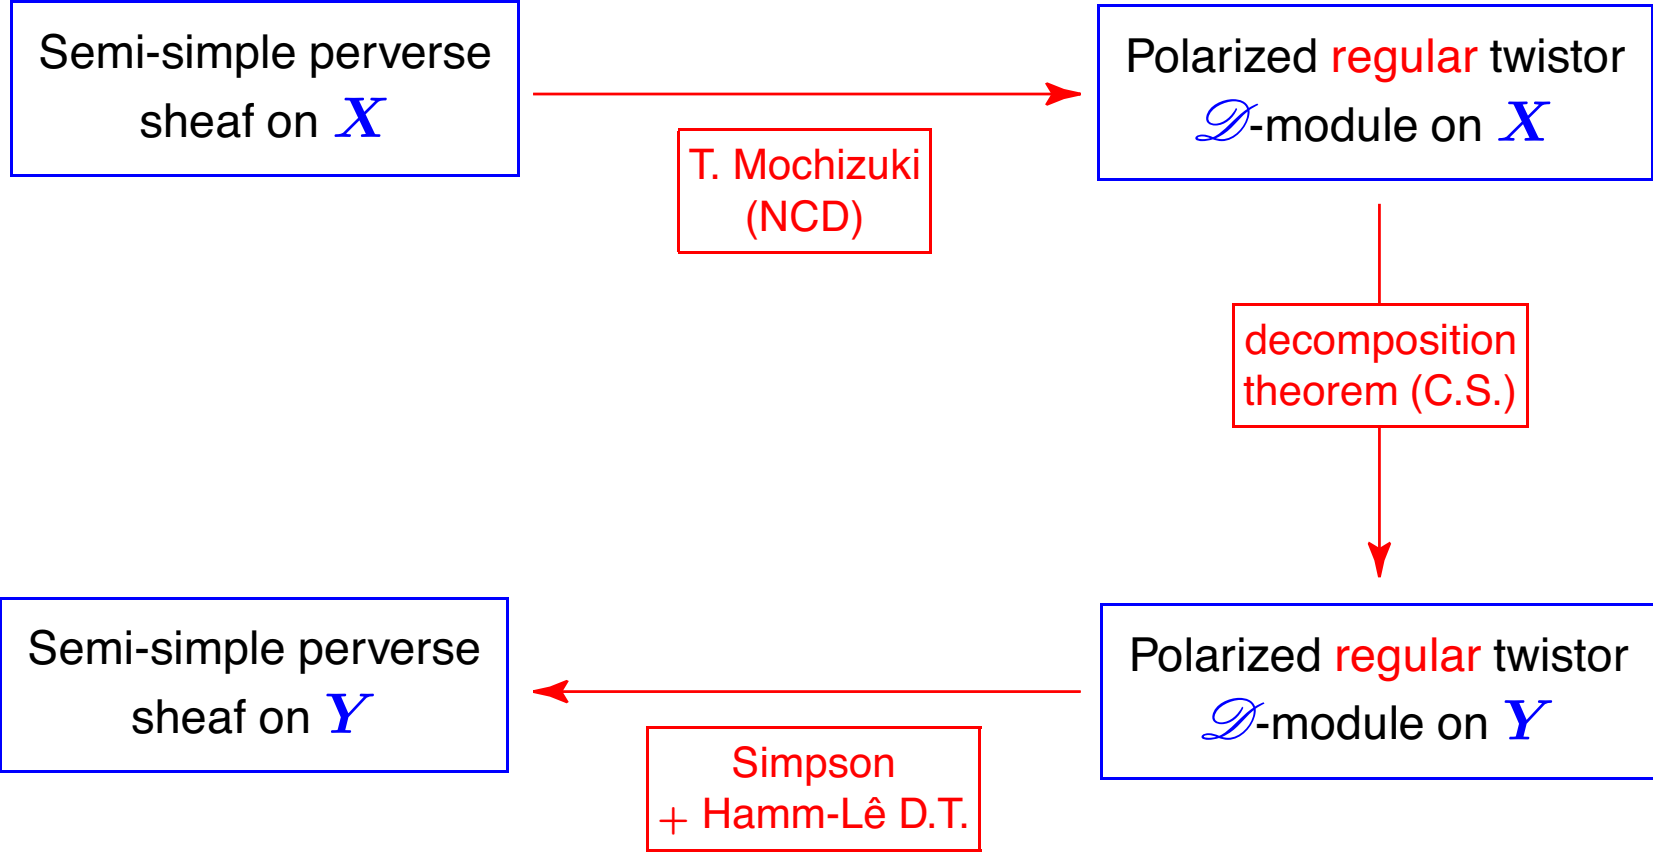 Semi-simple perverse
sheaf on X
T. Mochizuki
(NCD)
Polarized regular twistor
𝒟-module on X
decomposition
theorem (C.S.)
Semi-simple perverse
sheaf on Y
Simpson
+ Hamm-Lê D.T.
Polarized regular twistor
𝒟-module on Y